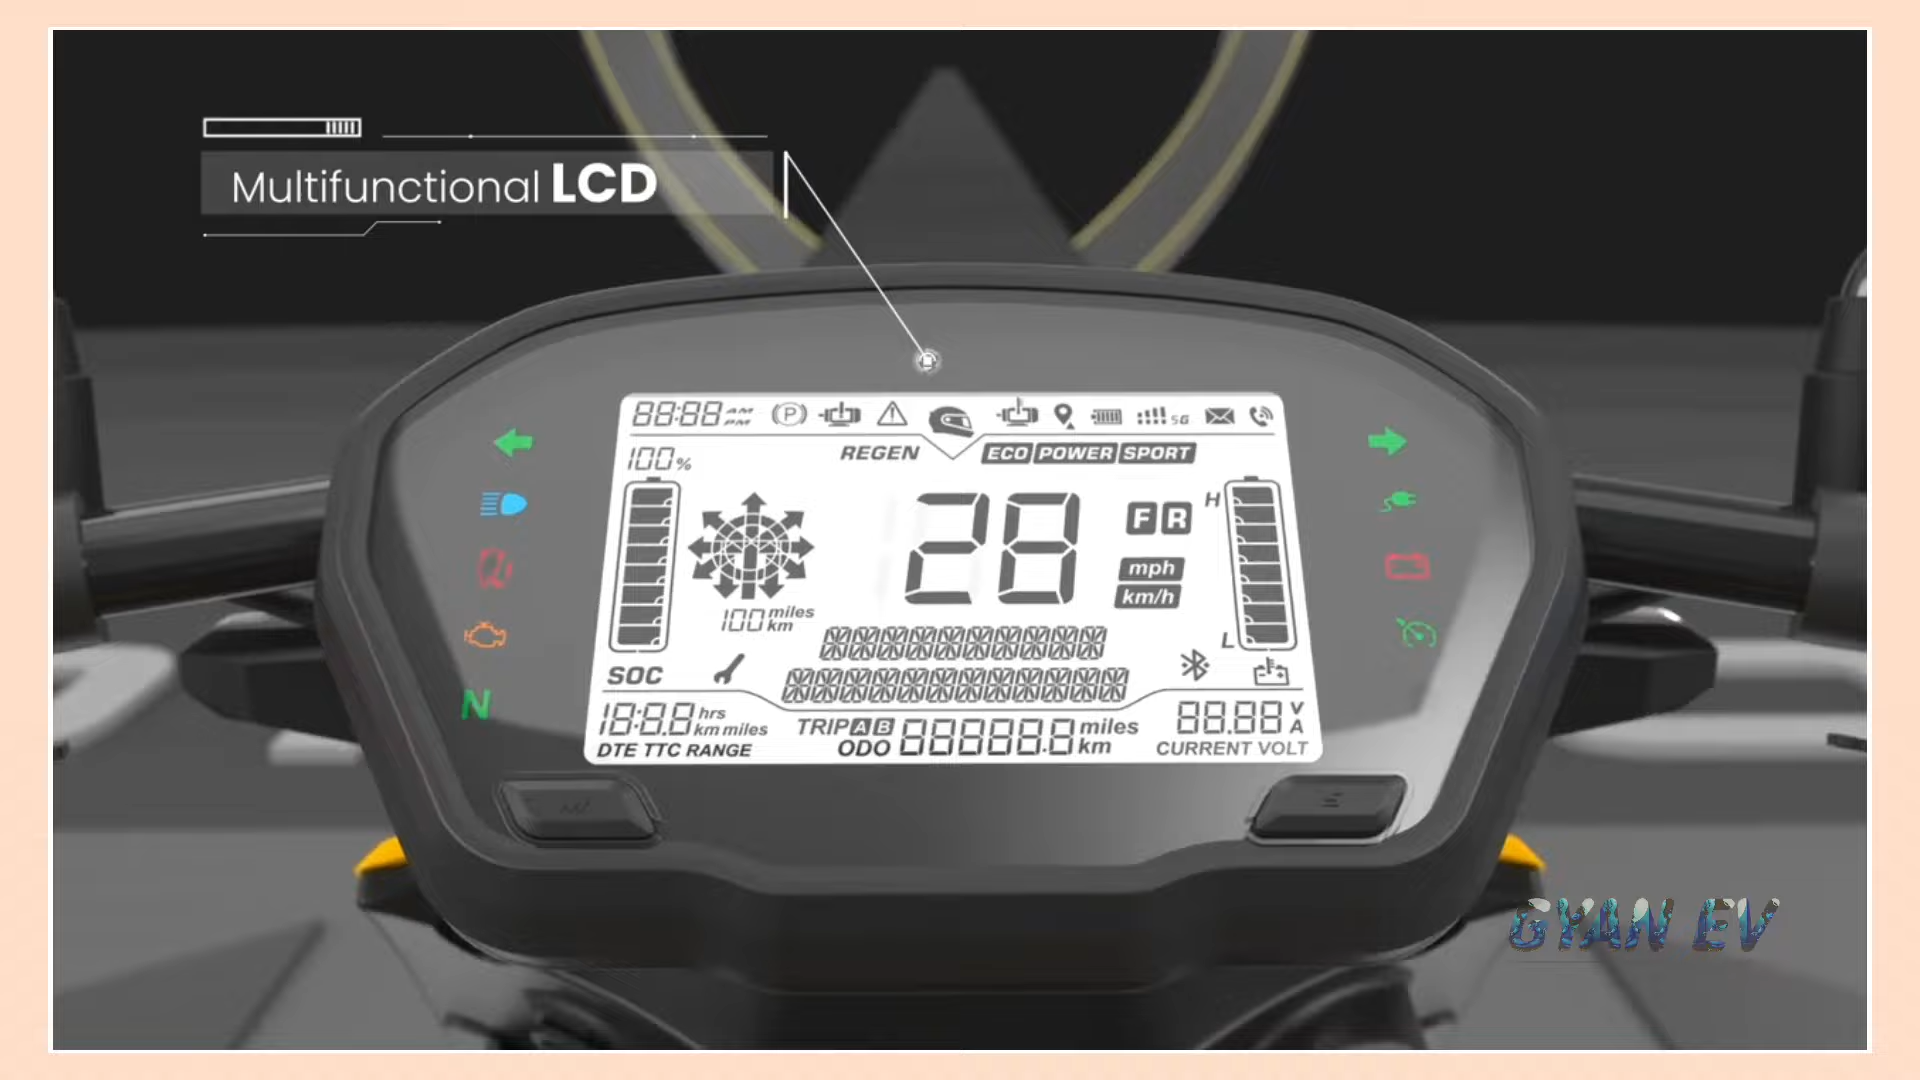 Multifunctional LCD
88:88 AM PM P 5G
100% REGEN ECO POWER SPORT
28 F R H
mph
km/h
100 miles km
L
SOC
N
18:8.8 hrs km miles TRIP A B 88888.8 miles km 88.88 V A
DTE TTC RANGE ODO CURRENT VOLT
GYAN EV